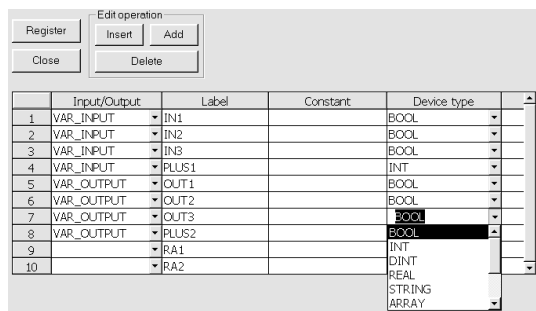 Edit operation
Register Insert Add
Close Delete
Input/Output Label Constant Device type
1 VAR_INPUT IN1 BOOL
2 VAR_INPUT IN2 BOOL
3 VAR_INPUT IN3 BOOL
4 VAR_INPUT PLUS1 INT
5 VAR_OUTPUT OUT1 BOOL
6 VAR_OUTPUT OUT2 BOOL
7 VAR_OUTPUT OUT3 BOOL
8 VAR_OUTPUT PLUS2 BOOL
9 RA1 INT
10 RA2 DINT
REAL
STRING
ARRAY